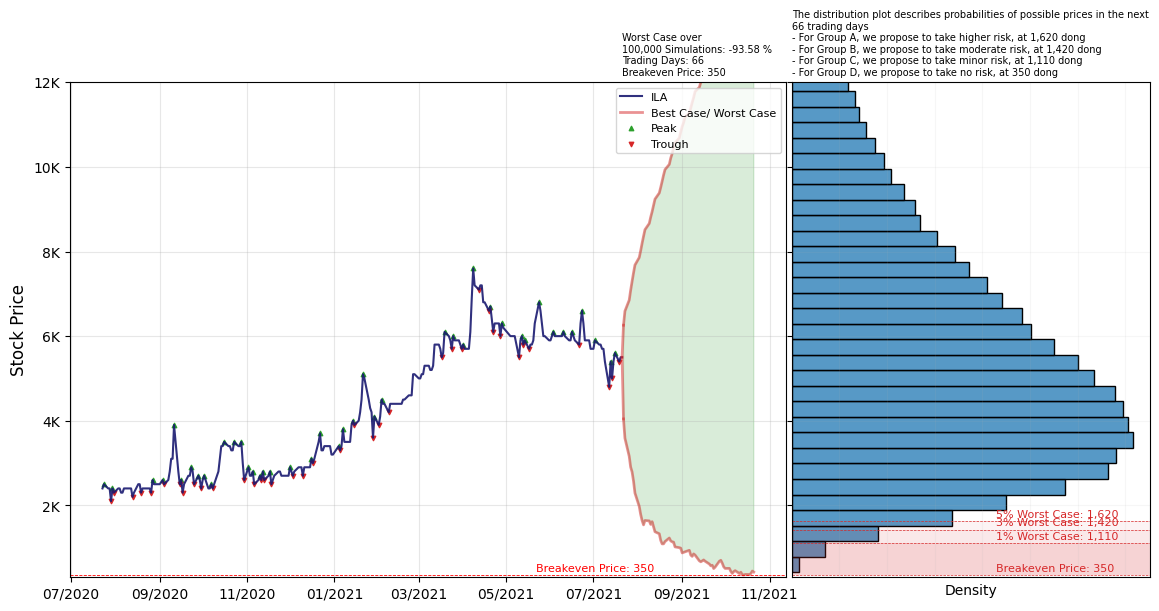 The distribution plot describes probabilities of possible prices in the next
66 trading days
- For Group A, we propose to take higher risk, at 1,620 dong
- For Group B, we propose to take moderate risk, at 1,420 dong
- For Group C, we propose to take minor risk, at 1,110 dong
- For Group D, we propose to take no risk, at 350 dong
Worst Case over
100,000 Simulations: -93.58 %
Trading Days: 66
Breakeven Price: 350
ILA
Best Case/ Worst Case
Peak
Trough
12K
10K
8K
6K
4K
2K
Stock Price
Breakeven Price: 350
07/2020
09/2020
11/2020
01/2021
03/2021
05/2021
07/2021
09/2021
11/2021
5% Worst Case: 1,620
3% Worst Case: 1,420
1% Worst Case: 1,110
Breakeven Price: 350
Density